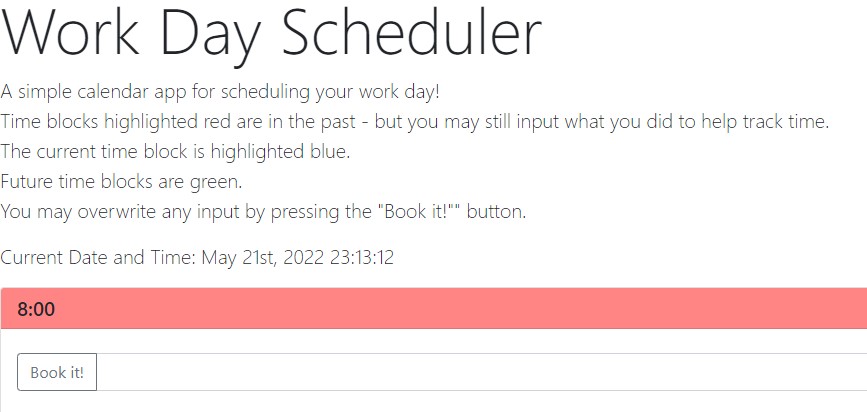 Work Day Scheduler
A simple calendar app for scheduling your work day!
Time blocks highlighted red are in the past - but you may still input what you did to help track time.
The current time block is highlighted blue.
Future time blocks are green.
You may overwrite any input by pressing the "Book it!"" button.
Current Date and Time: May 21st, 2022 23:13:12
8:00
Book it!